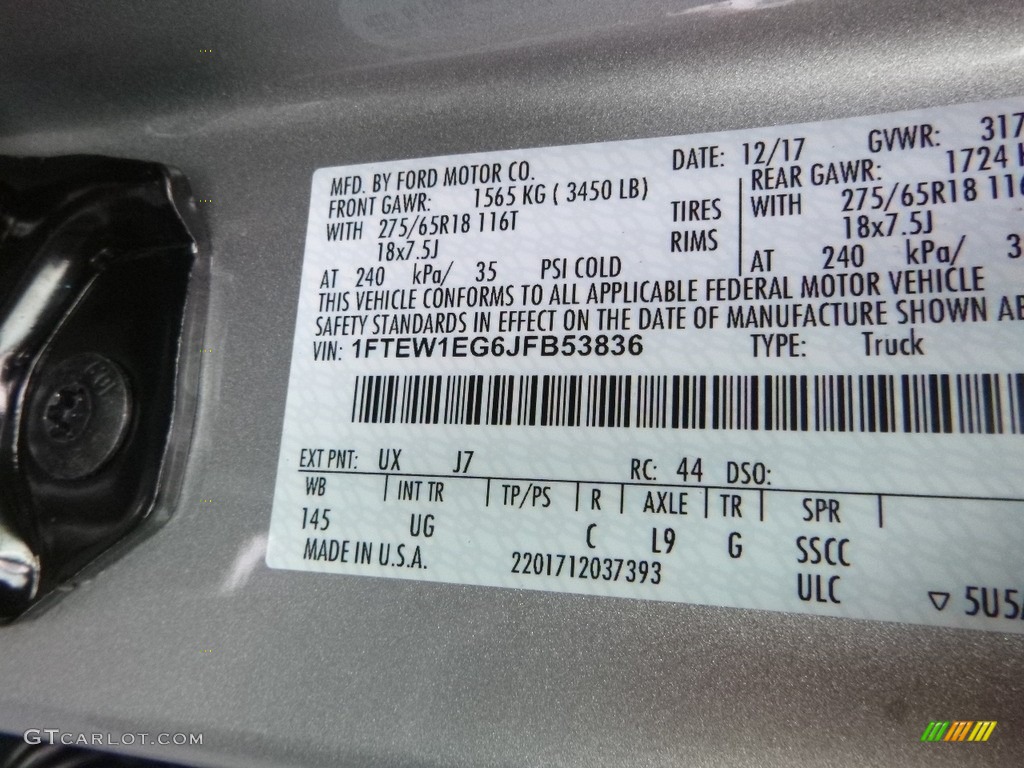 MFD. BY FORD MOTOR CO. DATE: 12/17 GVWR: 317
FRONT GAWR: 1565 KG ( 3450 LB) REAR GAWR: 1724 K
WITH 275/65R18 116T TIRES WITH 275/65R18 116
18x7.5J RIMS 18x7.5J
AT 240 kPa/ 35 PSI COLD AT 240 kPa/ 3
THIS VEHICLE CONFORMS TO ALL APPLICABLE FEDERAL MOTOR VEHICLE
SAFETY STANDARDS IN EFFECT ON THE DATE OF MANUFACTURE SHOWN AB
VIN: 1FTEW1EG6JFB53836 TYPE: Truck
EXT PNT: UX J7 RC: 44 DSO:
WB INT TR TP/PS R AXLE TR SPR
145 UG C L9 G SSCC
MADE IN U.S.A. 2201712037393 ULC
▽ 5U5A
GTCARLOT.COM